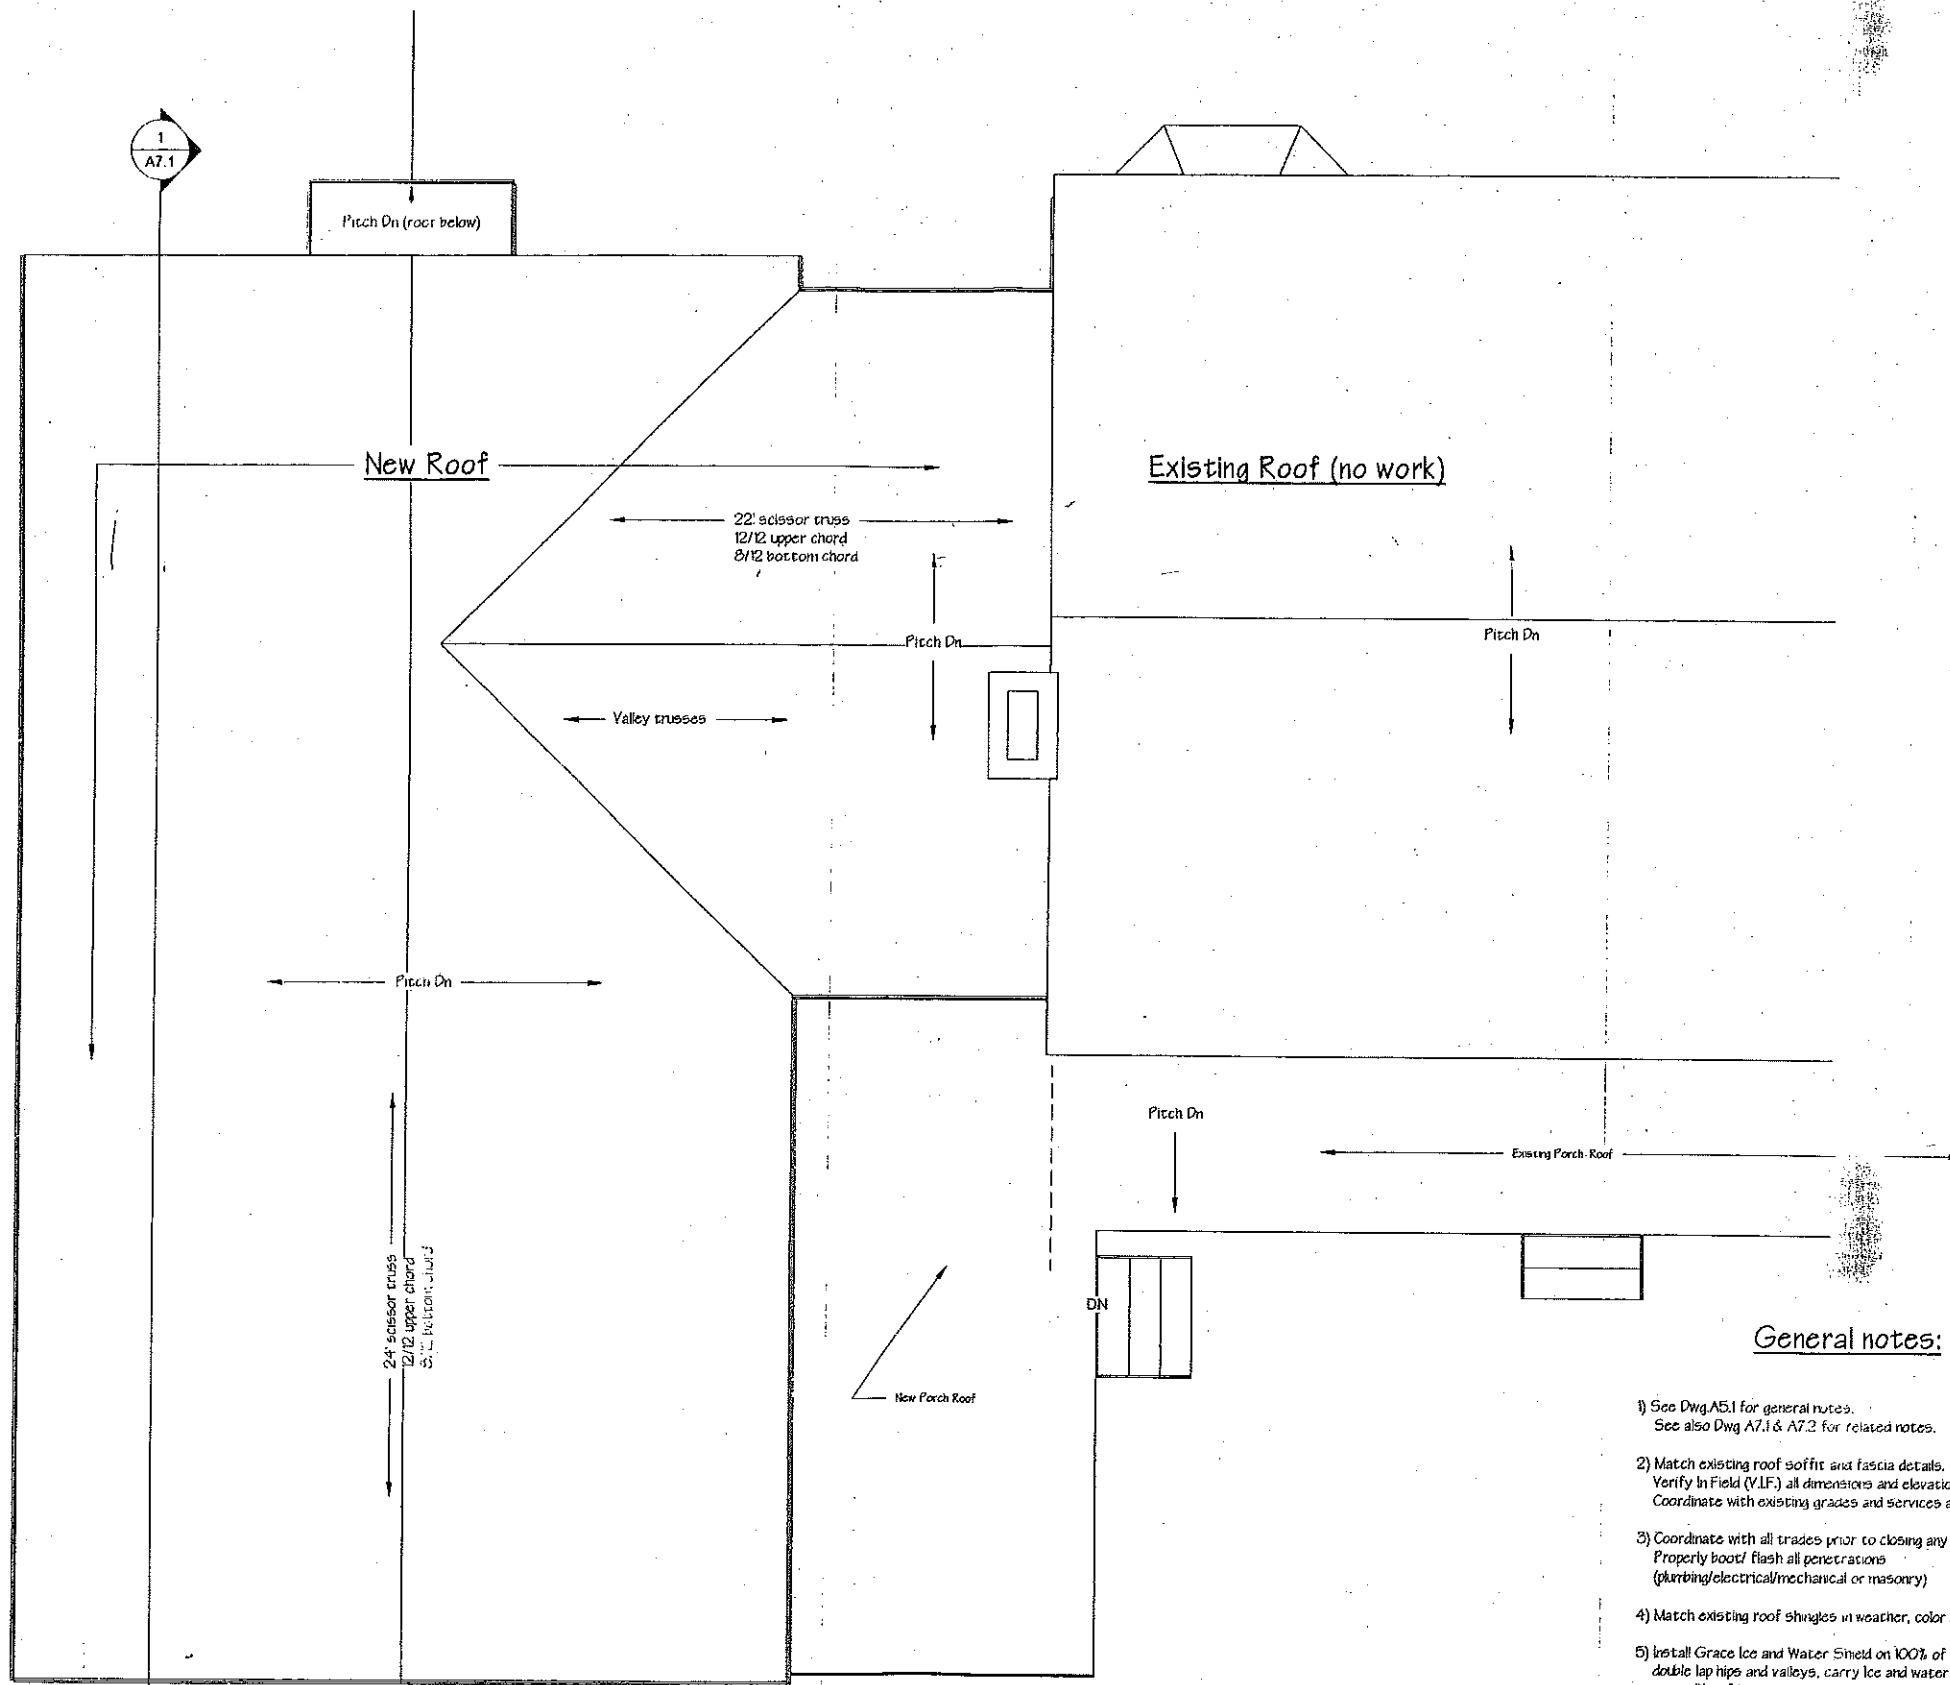 1
A7.1
Pitch Dn (roof below)
New Roof
Existing Roof (no work)
22' scissor truss
12/12 upper chord
8/12 bottom chord
Pitch Dn
Pitch Dn
Valley trusses
Pitch Dn
Pitch Dn
Existing Porch Roof
24' scissor truss
12/12 upper chord
8/12 bottom chord
DN
New Porch Roof
General notes:
1) See Dwg.A5.1 for general notes.
See also Dwg A7.1 & A7.2 for related notes.
2) Match existing roof soffit and fascia details.
Verify In Field (V.I.F.) all dimensions and
Coordinate with existing grades and services
3) Coordinate with all trades prior to closing any
Properly boot/ flash all penetrations
(plumbing/electrical/mechanical or masonry)
4) Match existing roof shingles in weather, color
5) Install Grace Ice and Water Shield on 100% of
double lap hips and valleys, carry Ice and water